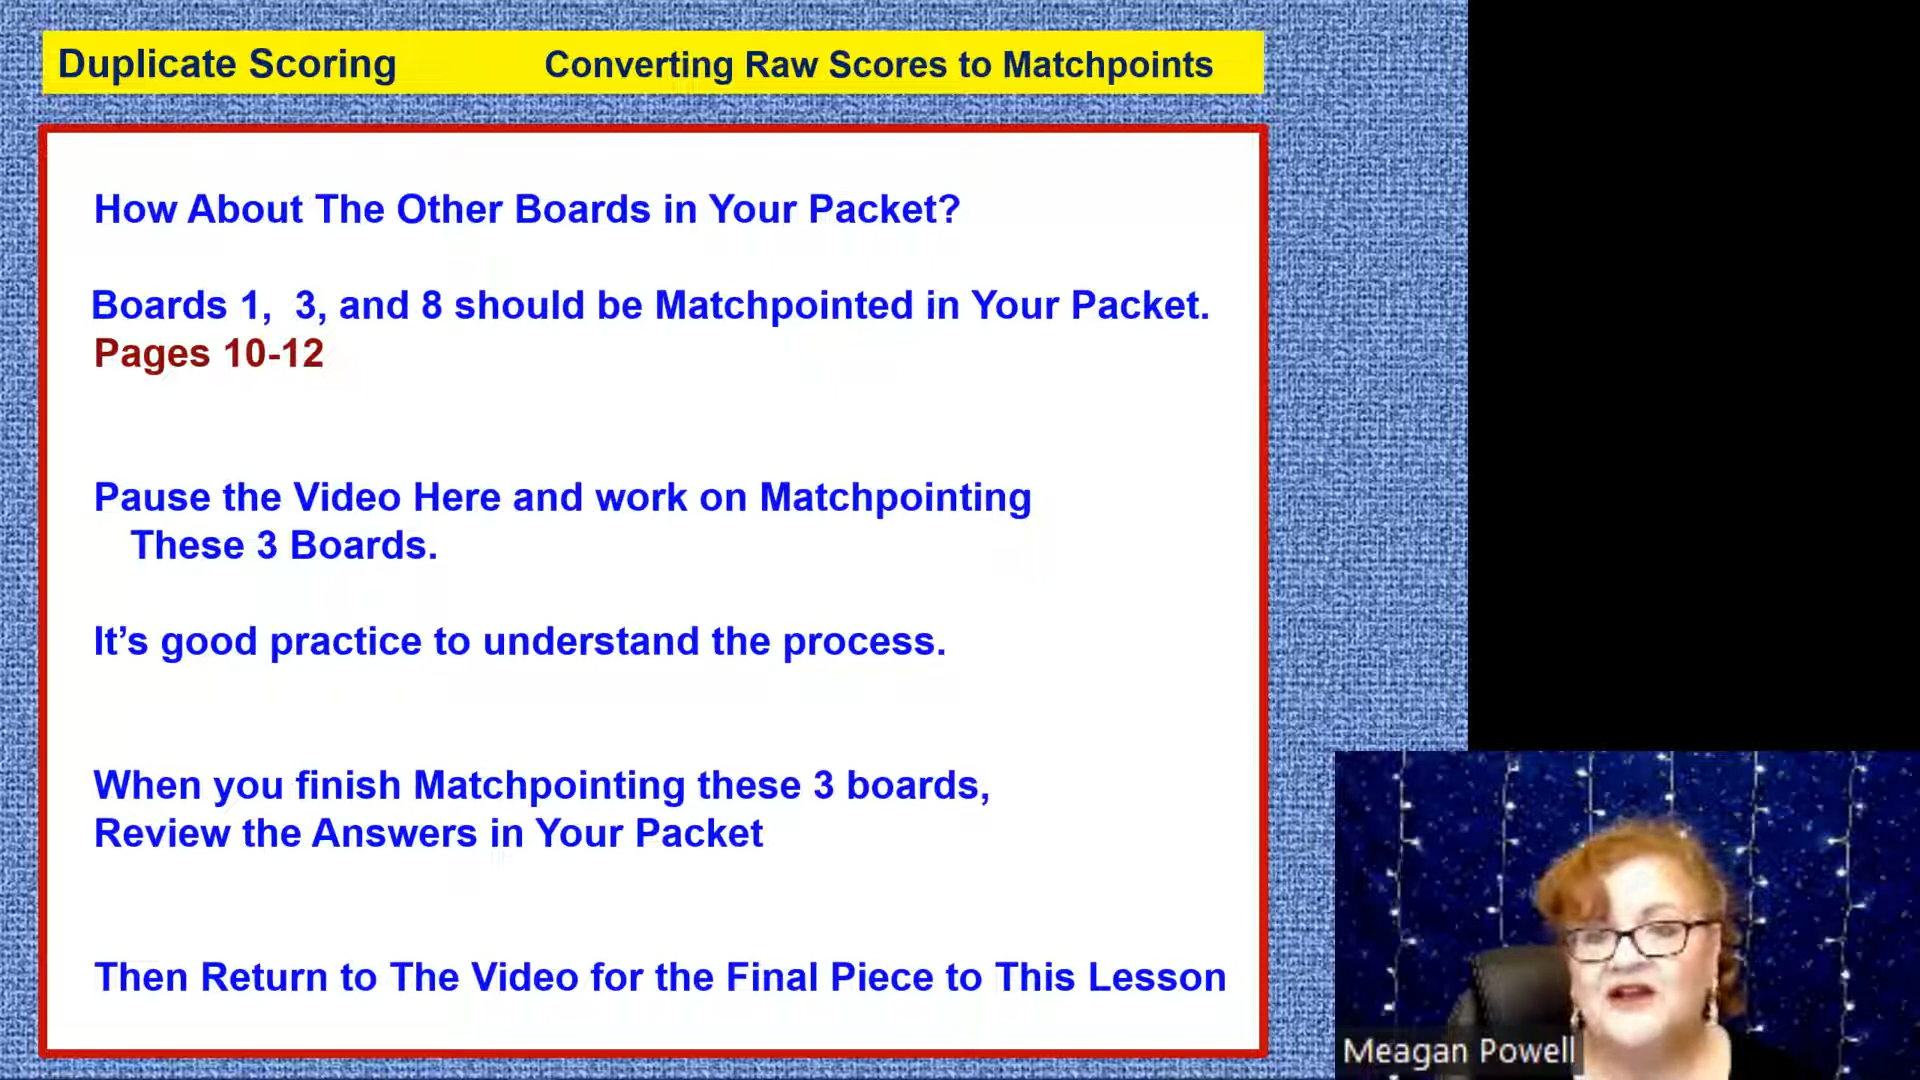 Duplicate Scoring Converting Raw Scores to Matchpoints
How About The Other Boards in Your Packet?
Boards 1, 3, and 8 should be Matchpointed in Your Packet.
Pages 10-12
Pause the Video Here and work on Matchpointing
These 3 Boards.
It’s good practice to understand the process.
When you finish Matchpointing these 3 boards,
Review the Answers in Your Packet
Then Return to The Video for the Final Piece to This Lesson
Meagan Powell